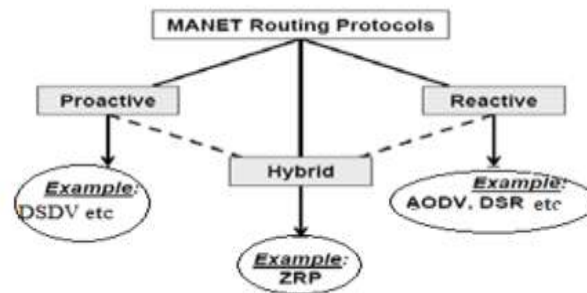 MANET Routing Protocols
Proactive
Reactive
Hybrid
Example:
DSDV etc
Example:
AODV, DSR etc
Example:
ZRP